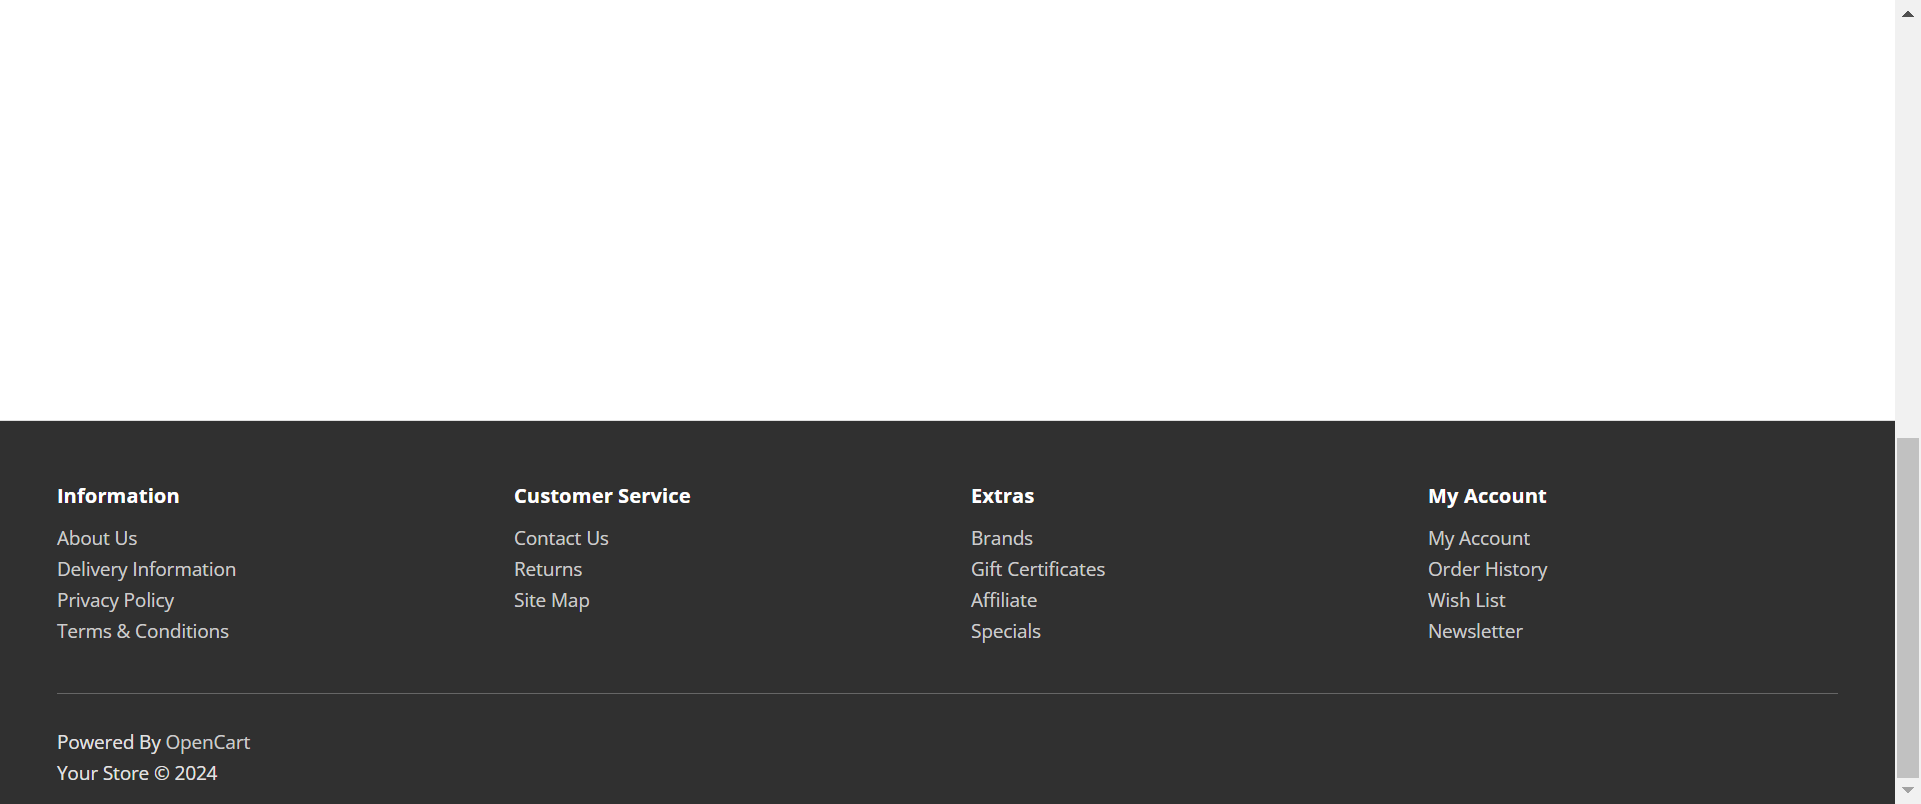 Information
About Us
Delivery Information
Privacy Policy
Terms & Conditions
Customer Service
Contact Us
Returns
Site Map
Extras
Brands
Gift Certificates
Affiliate
Specials
My Account
My Account
Order History
Wish List
Newsletter
Powered By OpenCart
Your Store © 2024